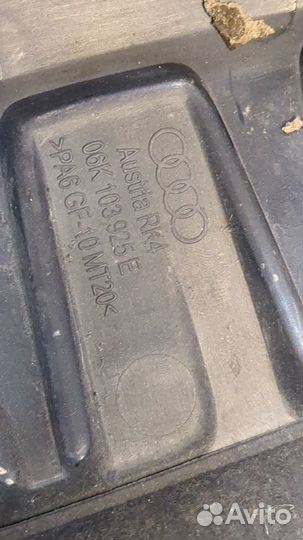 Austria RK4
06K 103 925 E
>PA6 GF-10 MT20<
Avito